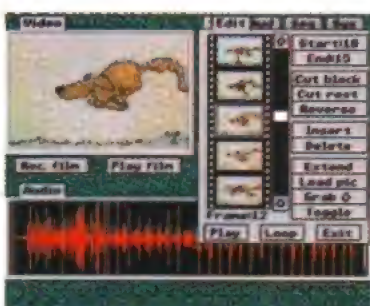 Video
Edit Seq
Start:10
End:15
Cut block
Cut rest
Reverse
Insert
Delete
Rec. film Play film
Extend
Load pic
Grab
Toggle
Audio
Frame:12
Play Loop Exit